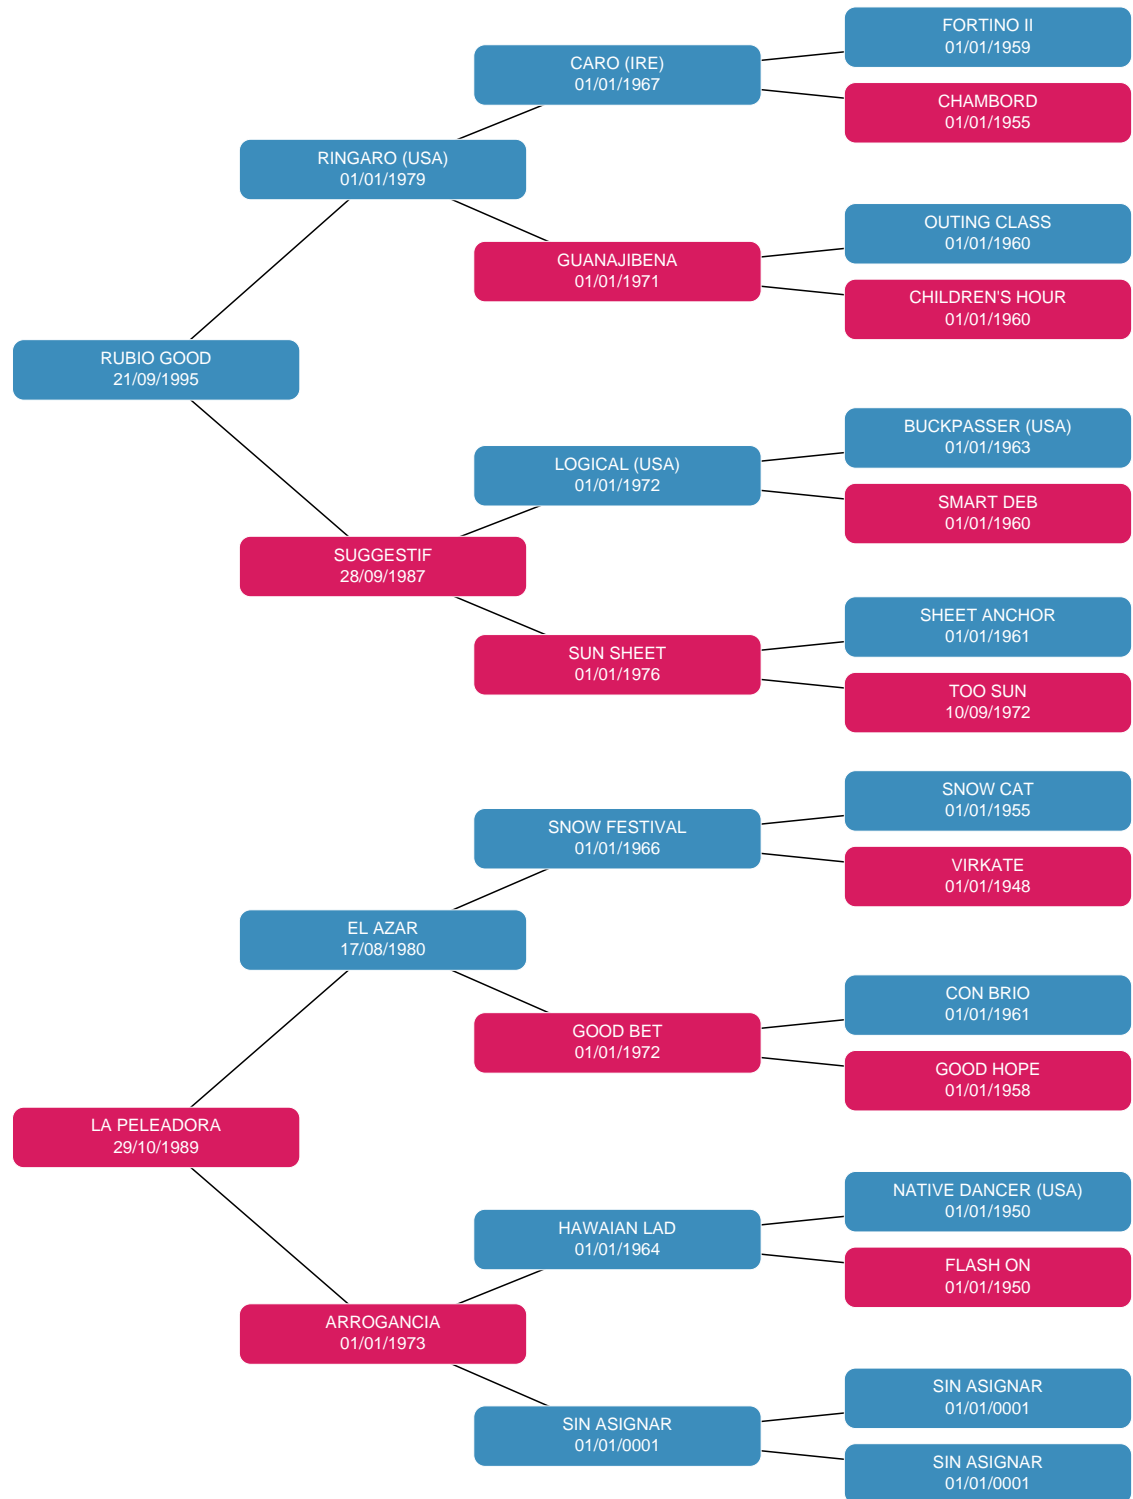 FORTINO II
01/01/1959
CARO (IRE)
01/01/1967
CHAMBORD
01/01/1955
RINGARO (USA)
01/01/1979
OUTING CLASS
01/01/1960
GUANAJIBENA
01/01/1971
CHILDREN'S HOUR
01/01/1960
RUBIO GOOD
21/09/1995
BUCKPASSER (USA)
01/01/1963
LOGICAL (USA)
01/01/1972
SMART DEB
01/01/1960
SUGGESTIF
28/09/1987
SHEET ANCHOR
01/01/1961
SUN SHEET
01/01/1976
TOO SUN
10/09/1972
SNOW CAT
01/01/1955
SNOW FESTIVAL
01/01/1966
VIRKATE
01/01/1948
EL AZAR
17/08/1980
CON BRIO
01/01/1961
GOOD BET
01/01/1972
GOOD HOPE
01/01/1958
LA PELEADORA
29/10/1989
NATIVE DANCER (USA)
01/01/1950
HAWAIAN LAD
01/01/1964
FLASH ON
01/01/1950
ARROGANCIA
01/01/1973
SIN ASIGNAR
01/01/0001
SIN ASIGNAR
01/01/0001
SIN ASIGNAR
01/01/0001